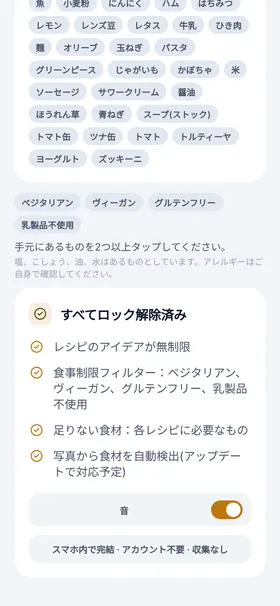 魚 小麦粉 にんにく ハム はちみつ
レモン レンズ豆 レタス 牛乳 ひき肉
麺 オリーブ 玉ねぎ パスタ
グリーンピース じゃがいも かぼちゃ 米
ソーセージ サワークリーム 醤油
ほうれん草 青ねぎ スープ(ストック)
トマト缶 ツナ缶 トマト トルティーヤ
ヨーグルト ズッキーニ
ベジタリアン ヴィーガン グルテンフリー
乳製品不使用
手元にあるものを2つ以上タップしてください。
塩、こしょう、油、水はあるものとしています。アレルギーはご
自身で確認してください。
すべてロック解除済み
レシピのアイデアが無制限
食事制限フィルター：ベジタリアン、
ヴィーガン、グルテンフリー、乳製品
不使用
足りない食材：各レシピに必要なもの
写真から食材を自動検出(アップデー
トで対応予定)
音
スマホ内で完結・アカウント不要・収集なし